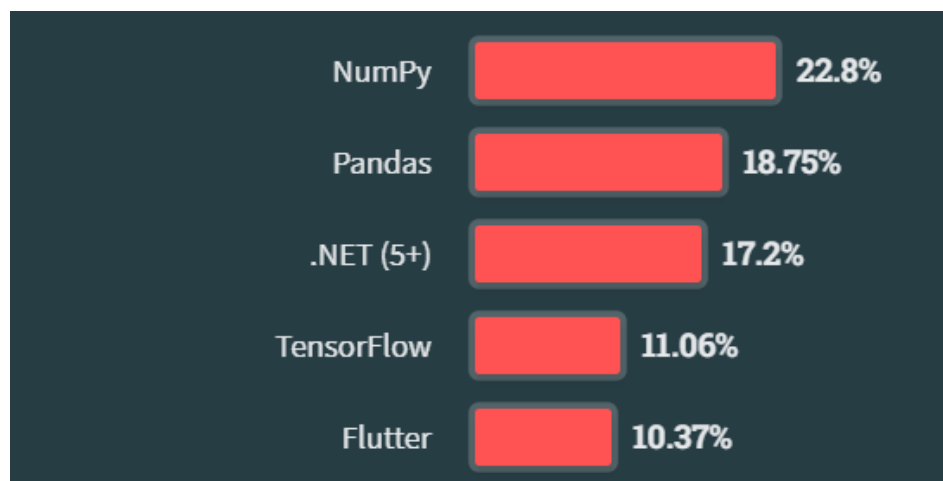 NumPy 22.8%
Pandas 18.75%
.NET (5+) 17.2%
TensorFlow 11.06%
Flutter 10.37%